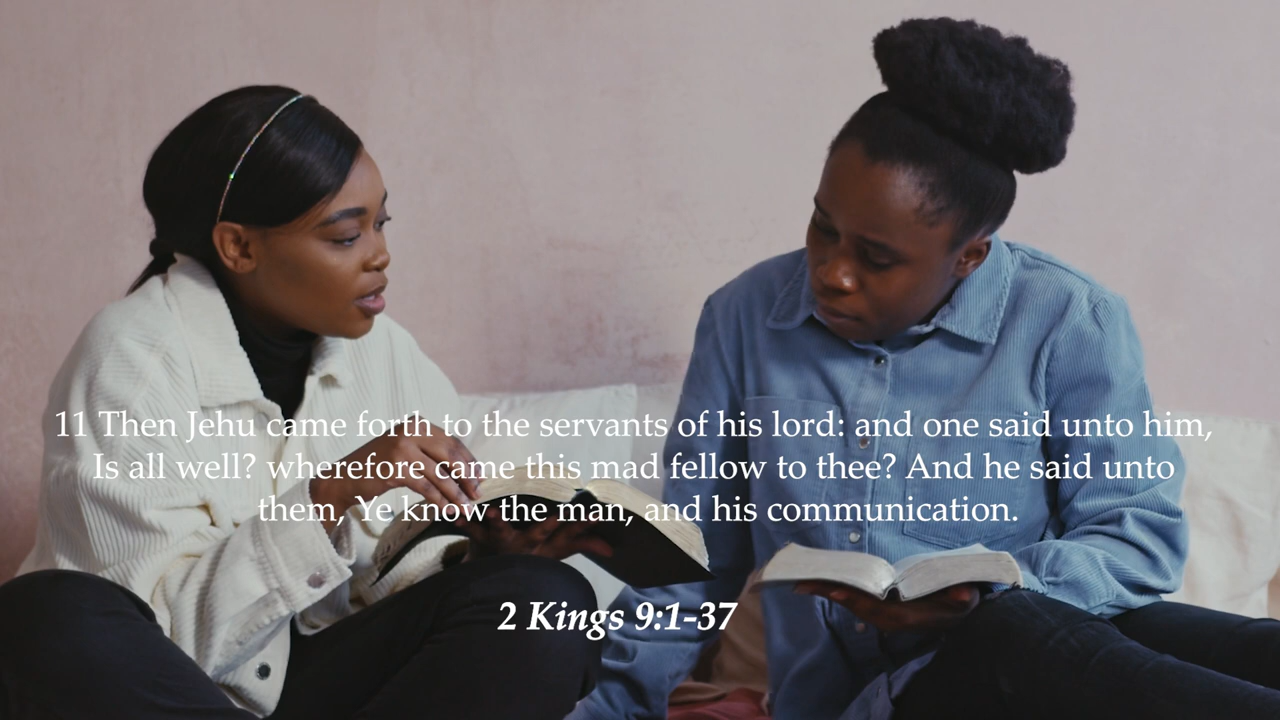 11 Then Jehu came forth to the servants of his lord: and one said unto him,
Is all well? wherefore came this mad fellow to thee? And he said unto
them, Ye know the man, and his communication.
2 Kings 9:1-37